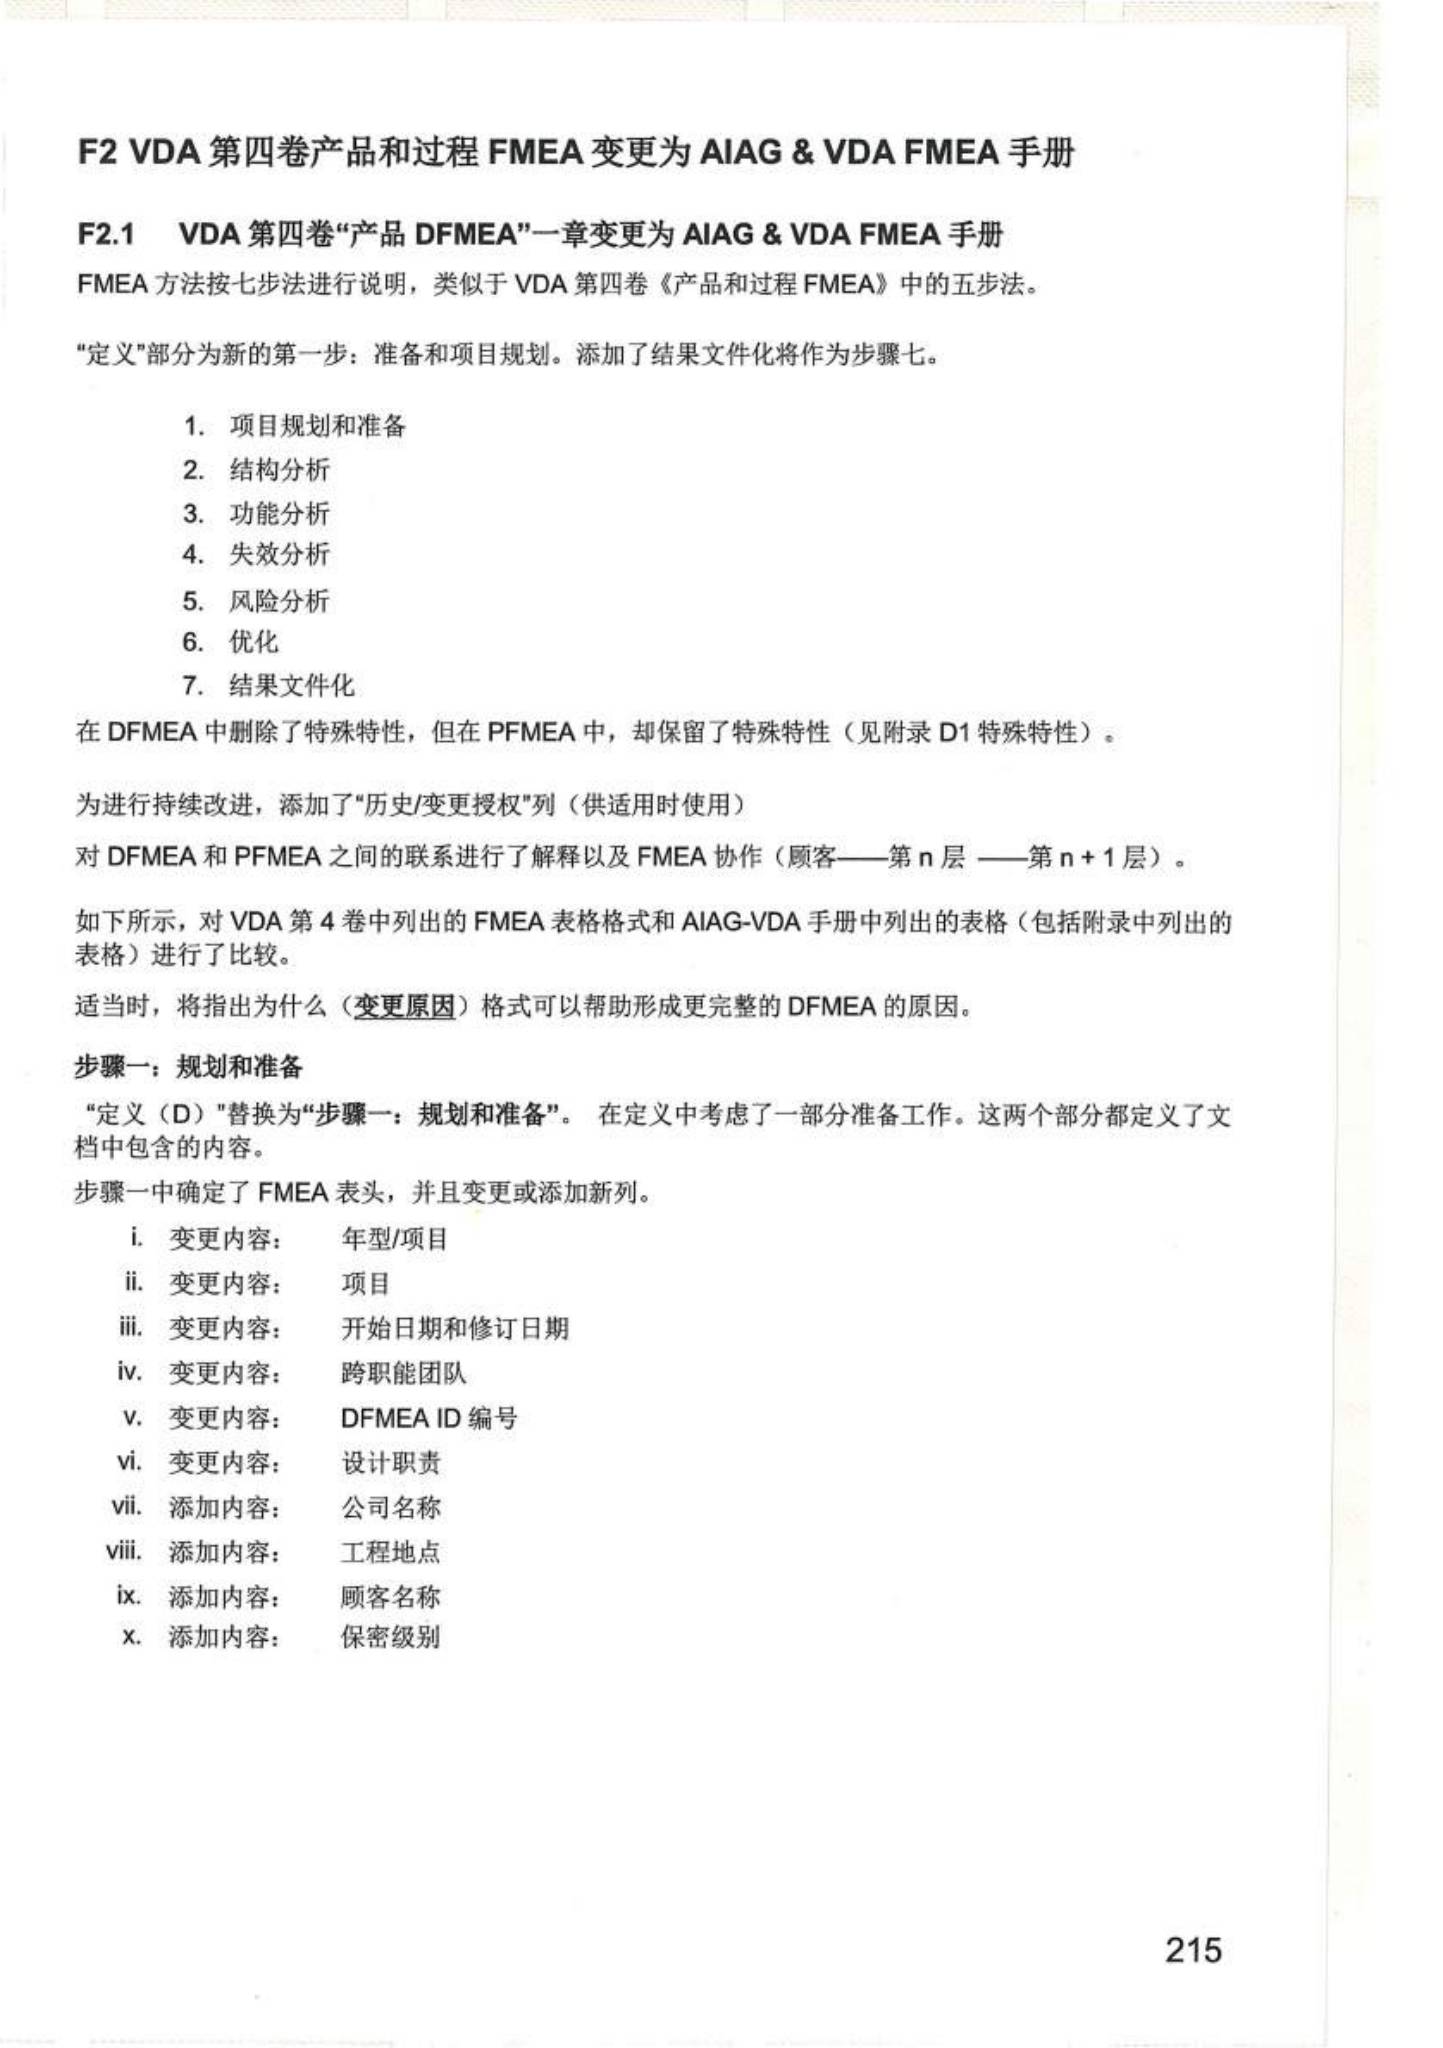 F2 VDA 第四卷产品和过程 FMEA 变更为 AIAG & VDA FMEA 手册
F2.1 VDA 第四卷“产品 DFMEA”一章变更为 AIAG & VDA FMEA 手册
FMEA 方法按七步法进行说明，类似于 VDA 第四卷《产品和过程 FMEA》中的五步法。
“定义”部分为新的第一步：准备和项目规划。添加了结果文件化将作为步骤七。
1. 项目规划和准备
2. 结构分析
3. 功能分析
4. 失效分析
5. 风险分析
6. 优化
7. 结果文件化
在 DFMEA 中删除了特殊特性，但在 PFMEA 中，却保留了特殊特性（见附录 D1 特殊特性）。
为进行持续改进，添加了“历史/变更授权”列（供适用时使用）
对 DFMEA 和 PFMEA 之间的联系进行了解释以及 FMEA 协作（顾客——第 n 层 ——第 n + 1 层）。
如下所示，对 VDA 第 4 卷中列出的 FMEA 表格格式和 AIAG-VDA 手册中列出的表格（包括附录中列出的
表格）进行了比较。
适当时，将指出为什么（变更原因）格式可以帮助形成更完整的 DFMEA 的原因。
步骤一：规划和准备
“定义（D）”替换为“步骤一：规划和准备”。 在定义中考虑了一部分准备工作。这两个部分都定义了文
档中包含的内容。
步骤一中确定了 FMEA 表头，并且变更或添加新列。
i. 变更内容： 年型/项目
ii. 变更内容： 项目
iii. 变更内容： 开始日期和修订日期
iv. 变更内容： 跨职能团队
v. 变更内容： DFMEA ID 编号
vi. 变更内容： 设计职责
vii. 添加内容： 公司名称
viii. 添加内容： 工程地点
ix. 添加内容： 顾客名称
x. 添加内容： 保密级别
215